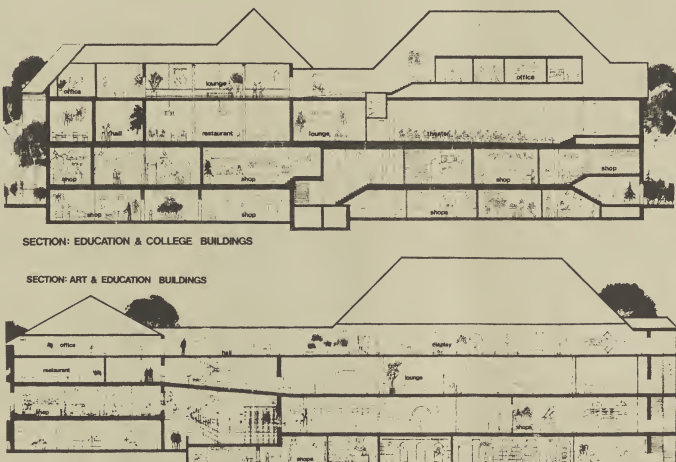 office
lounge
office
hall
restaurant
lounge
theater
shop
shop
shop
shop
shop
shop
shops
SECTION: EDUCATION & COLLEGE BUILDINGS
SECTION: ART & EDUCATION BUILDINGS
office
hall
display
restaurant
lounge
shop
shops
shops